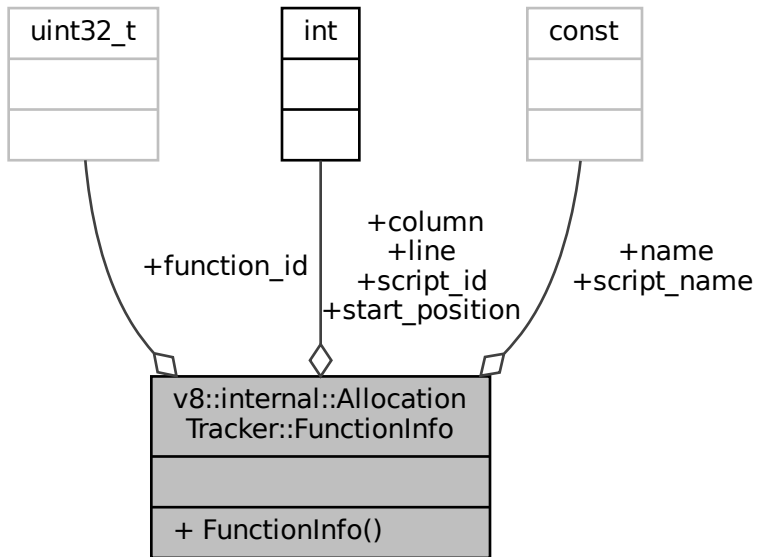 uint32_t
int
const
+function_id
+column
+line
+script_id
+start_position
+name
+script_name
v8::internal::Allocation
Tracker::FunctionInfo
+ FunctionInfo()